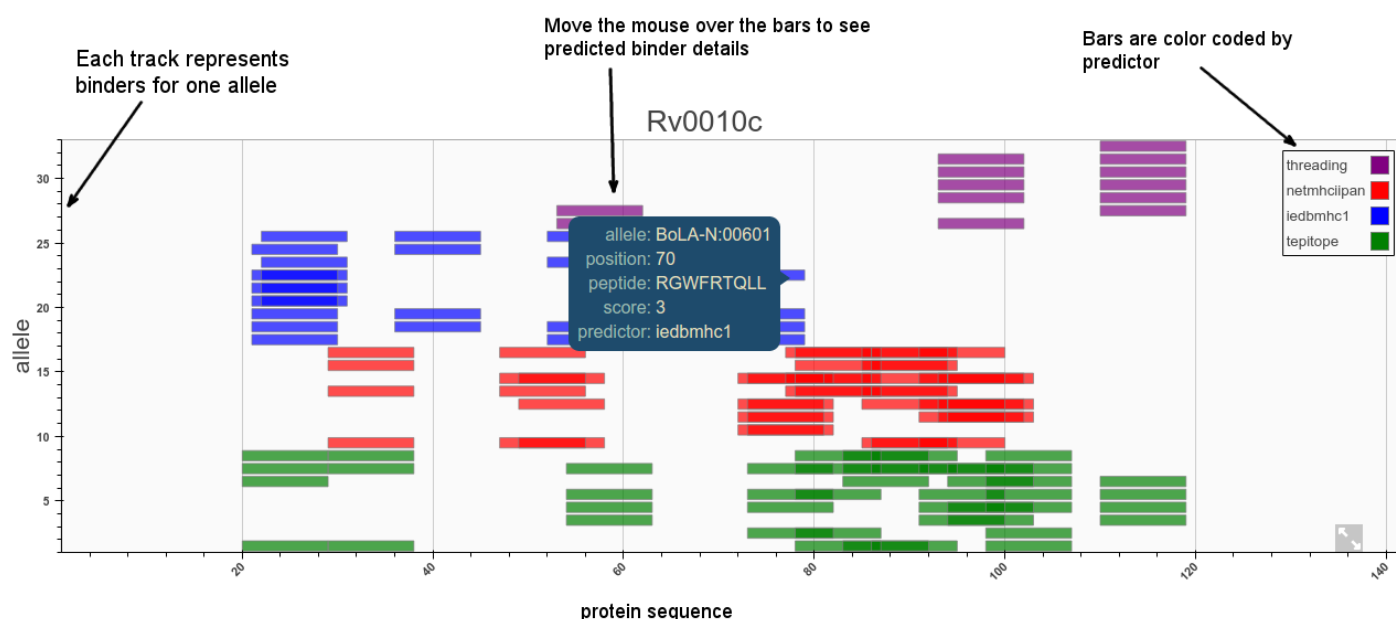 Move the mouse over the bars to see
predicted binder details
Each track represents
binders for one allele
Bars are color coded by
predictor
Rv0010c
threading
netmhciipan
iedbmhc1
tepitope
allele
30
25
20
15
10
5
allele: BoLA-N:00601
position: 70
peptide: RGWFRTQLL
score: 3
predictor: iedbmhc1
20
40
60
80
100
120
140
protein sequence